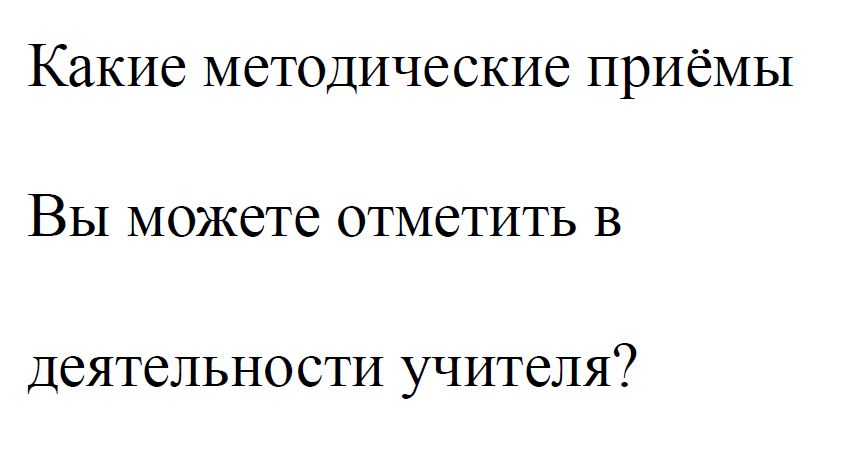 Какие методические приёмы
Вы можете отметить в
деятельности учителя?